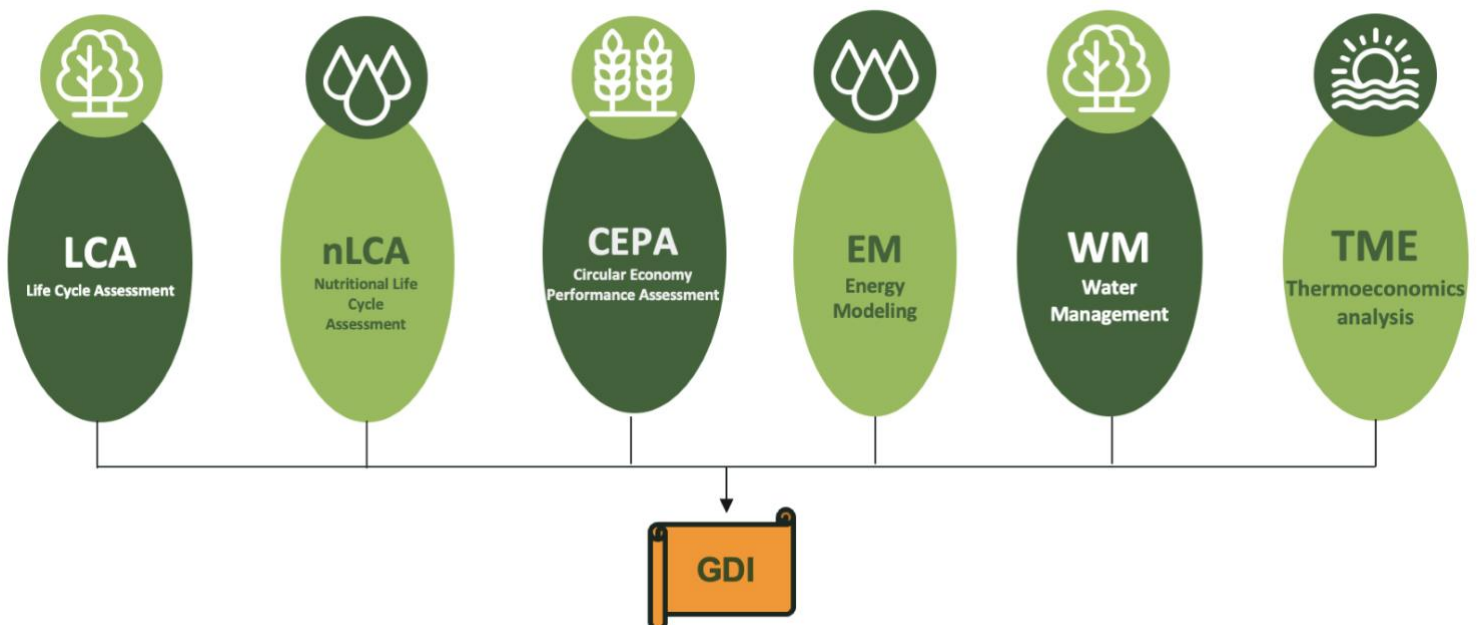 LCA
Life Cycle Assessment
nLCA
Nutritional Life
Cycle
Assessment
CEPA
Circular Economy
Performance Assessment
EM
Energy
Modeling
WM
Water
Management
TME
Thermoeconomics
analysis
GDI